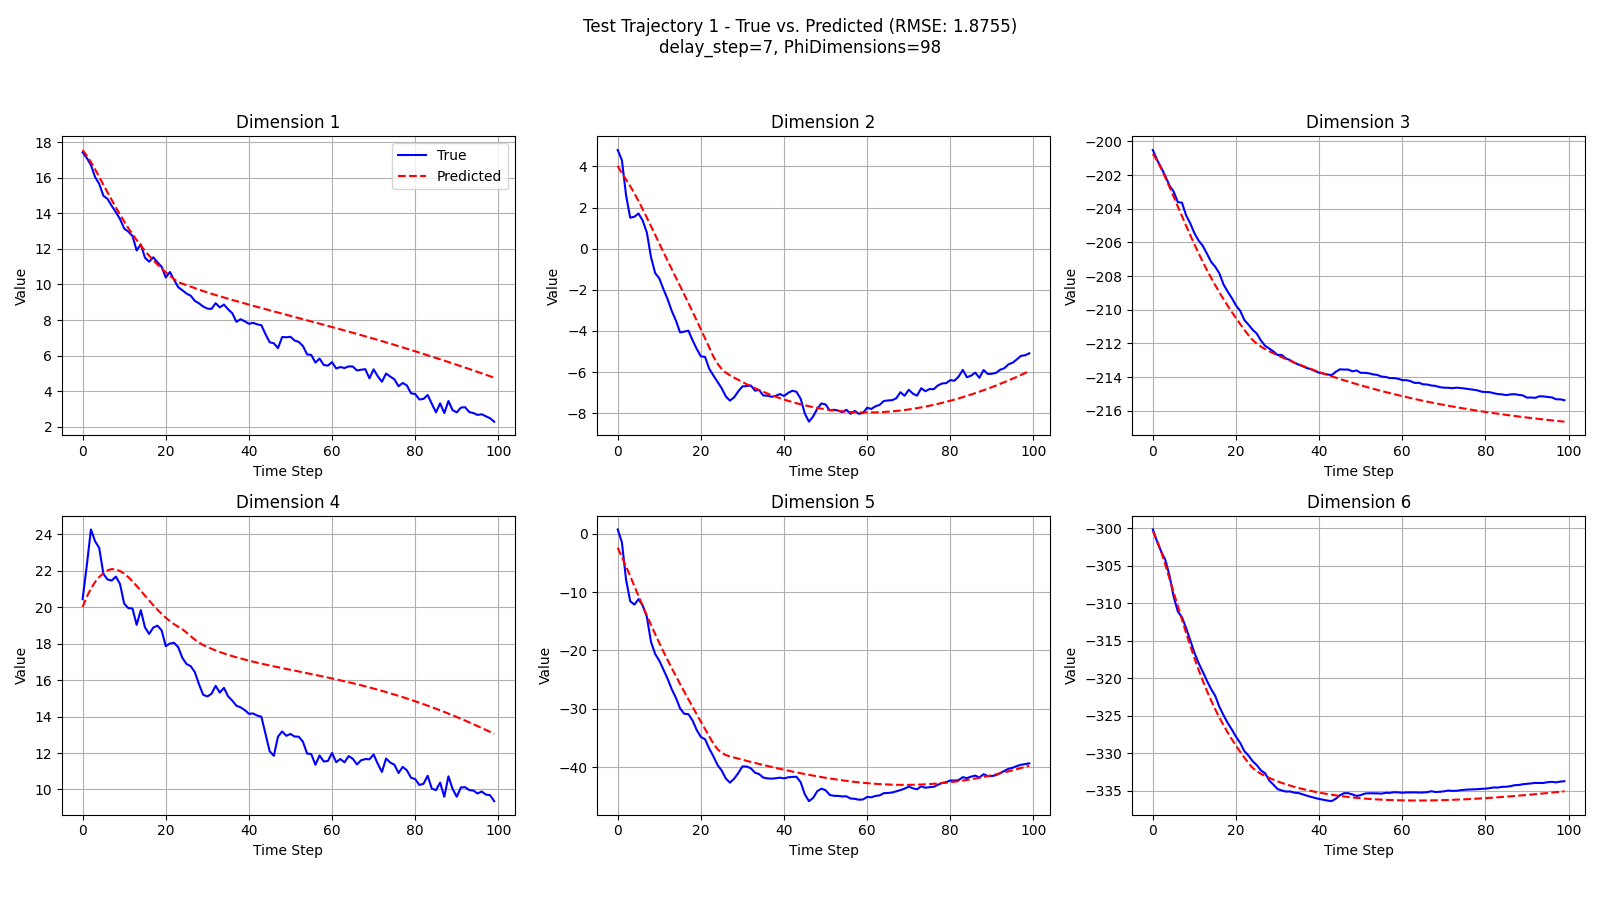 Test Trajectory 1 - True vs. Predicted (RMSE: 1.8755)
delay_step=7, PhiDimensions=98
Dimension 1
18
16
14
12
10
8
6
4
2
Value
0 20 40 60 80 100
Time Step
True
Predicted
Dimension 2
4
2
0
−2
−4
−6
−8
Value
0 20 40 60 80 100
Time Step
Dimension 3
−200
−202
−204
−206
−208
−210
−212
−214
−216
Value
0 20 40 60 80 100
Time Step
Dimension 4
24
22
20
18
16
14
12
10
Value
0 20 40 60 80 100
Time Step
Dimension 5
0
−10
−20
−30
−40
Value
0 20 40 60 80 100
Time Step
Dimension 6
−300
−305
−310
−315
−320
−325
−330
−335
Value
0 20 40 60 80 100
Time Step